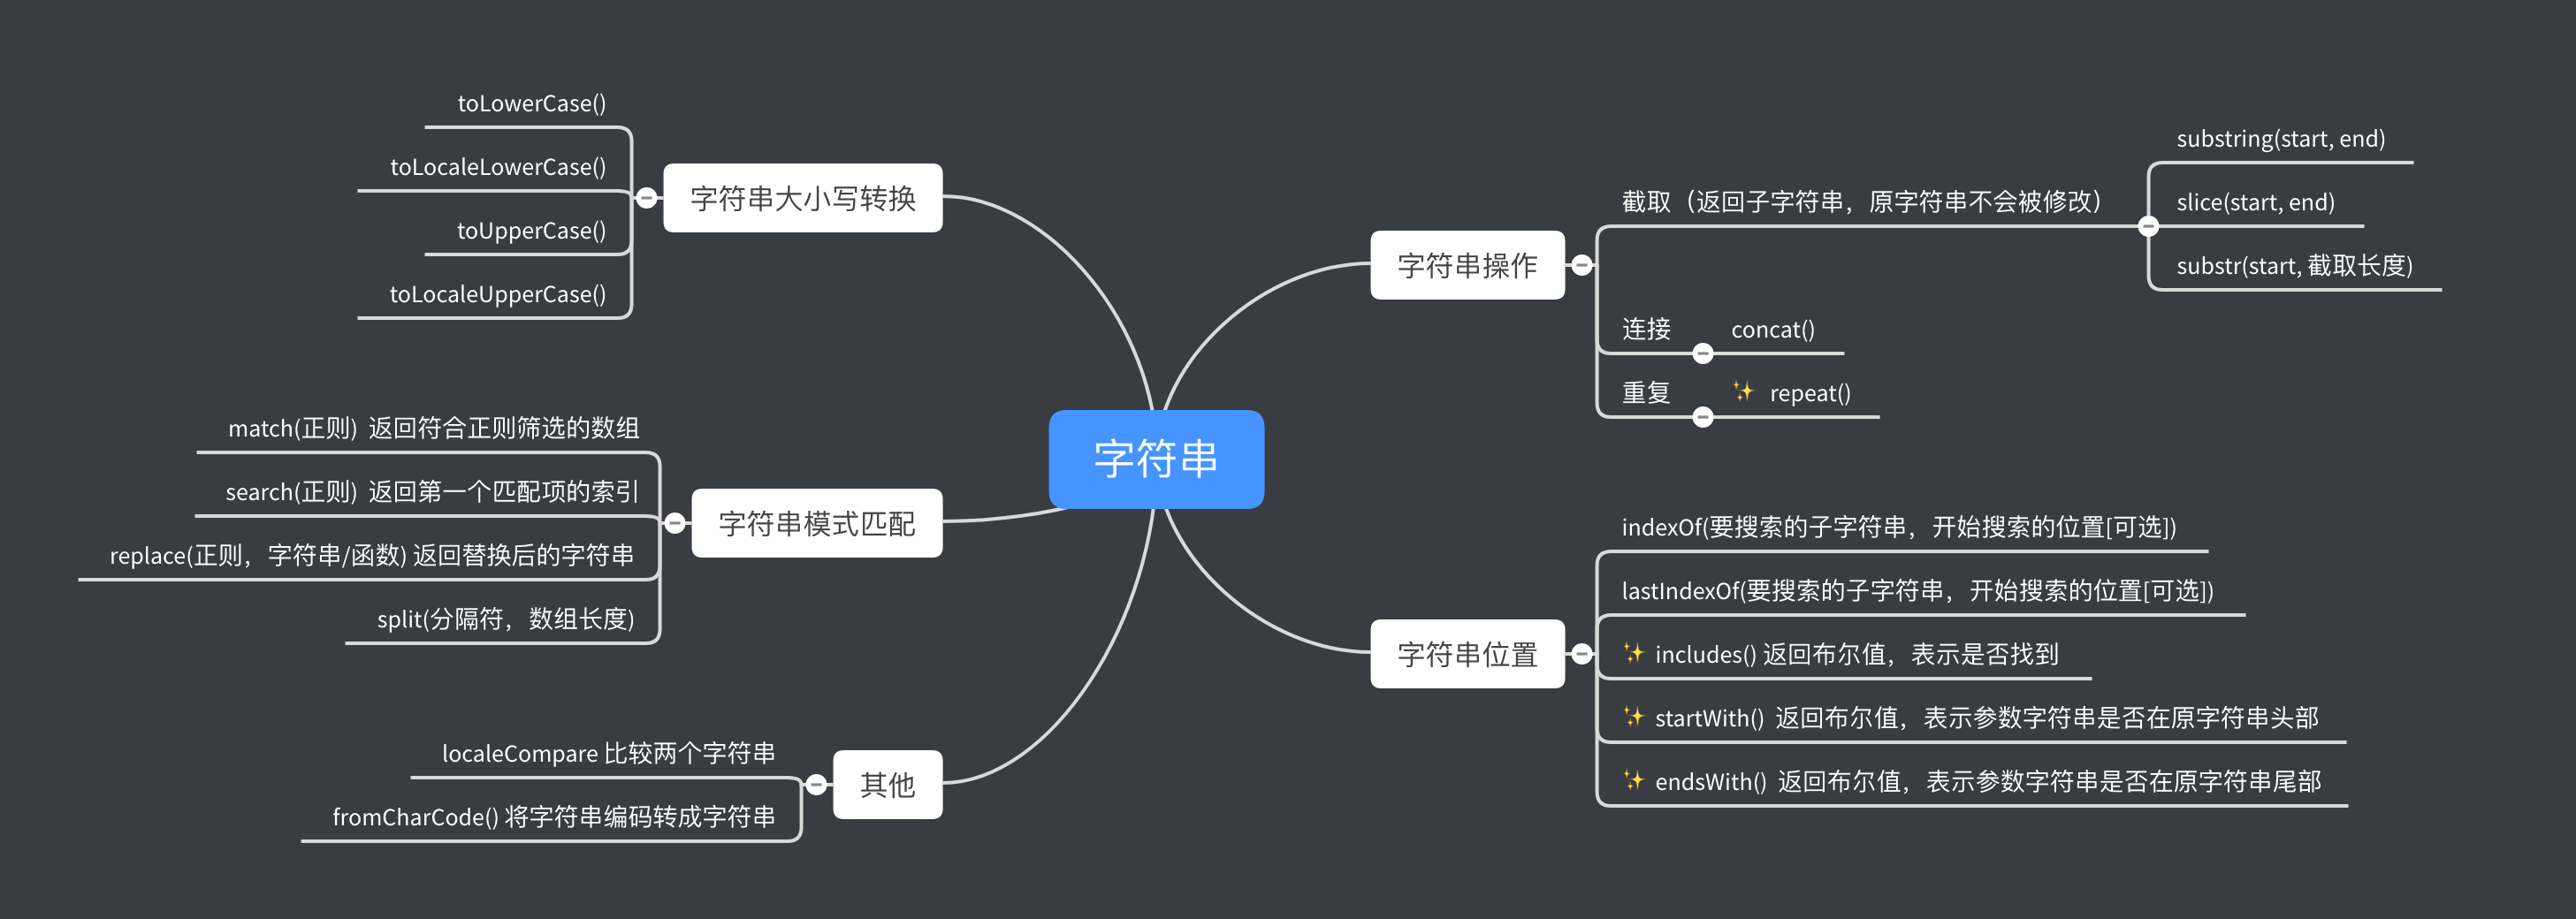 字符串
字符串操作
截取（返回子字符串，原字符串不会被修改）
substring(start, end)
slice(start, end)
substr(start, 截取长度)
连接
concat()
重复
✨ repeat()
字符串位置
indexOf(要搜索的子字符串，开始搜索的位置[可选])
lastIndexOf(要搜索的子字符串，开始搜索的位置[可选])
✨ includes() 返回布尔值，表示是否找到
✨ startWith() 返回布尔值，表示参数字符串是否在原字符串头部
✨ endsWith() 返回布尔值，表示参数字符串是否在原字符串尾部
字符串大小写转换
toLowerCase()
toLocaleLowerCase()
toUpperCase()
toLocaleUpperCase()
字符串模式匹配
match(正则) 返回符合正则筛选的数组
search(正则) 返回第一个匹配项的索引
replace(正则，字符串/函数) 返回替换后的字符串
split(分隔符，数组长度)
其他
localeCompare 比较两个字符串
fromCharCode() 将字符串编码转成字符串